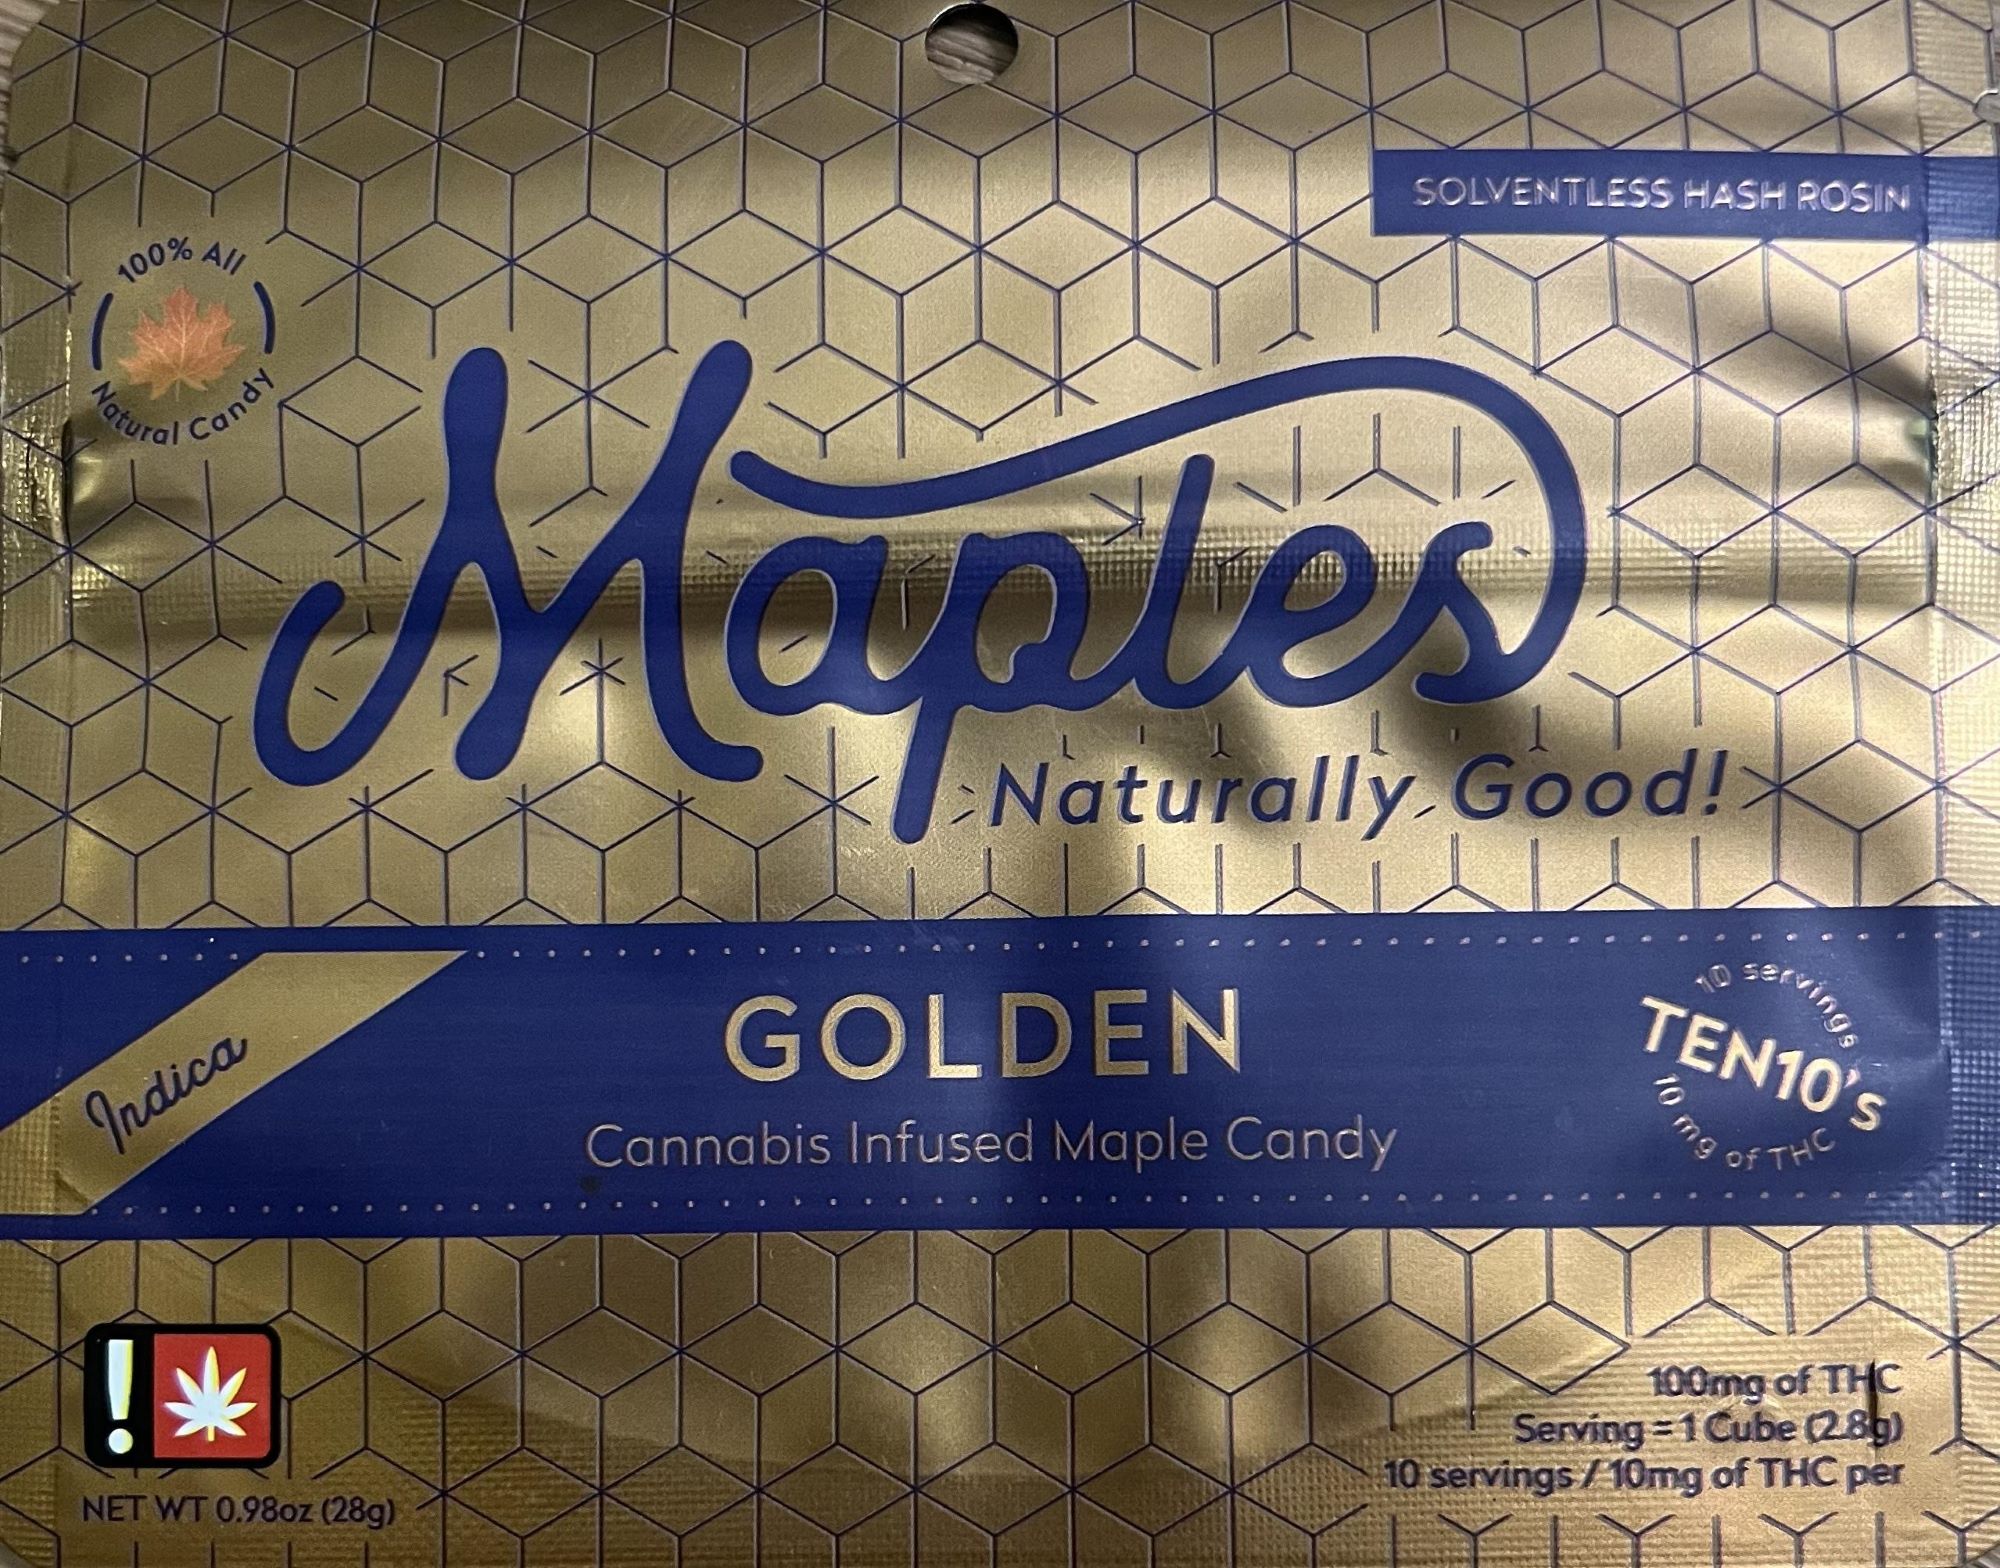 SOLVENTLESS HASH ROSIN
100% All
Natural Candy
Maples
Naturally Good!
Indica
GOLDEN
Cannabis Infused Maple Candy
10 servings
TEN10's
10 mg of THC
!
NET WT 0.98oz (28g)
100mg of THC
Serving = 1 Cube (2.8g)
10 servings / 10mg of THC per